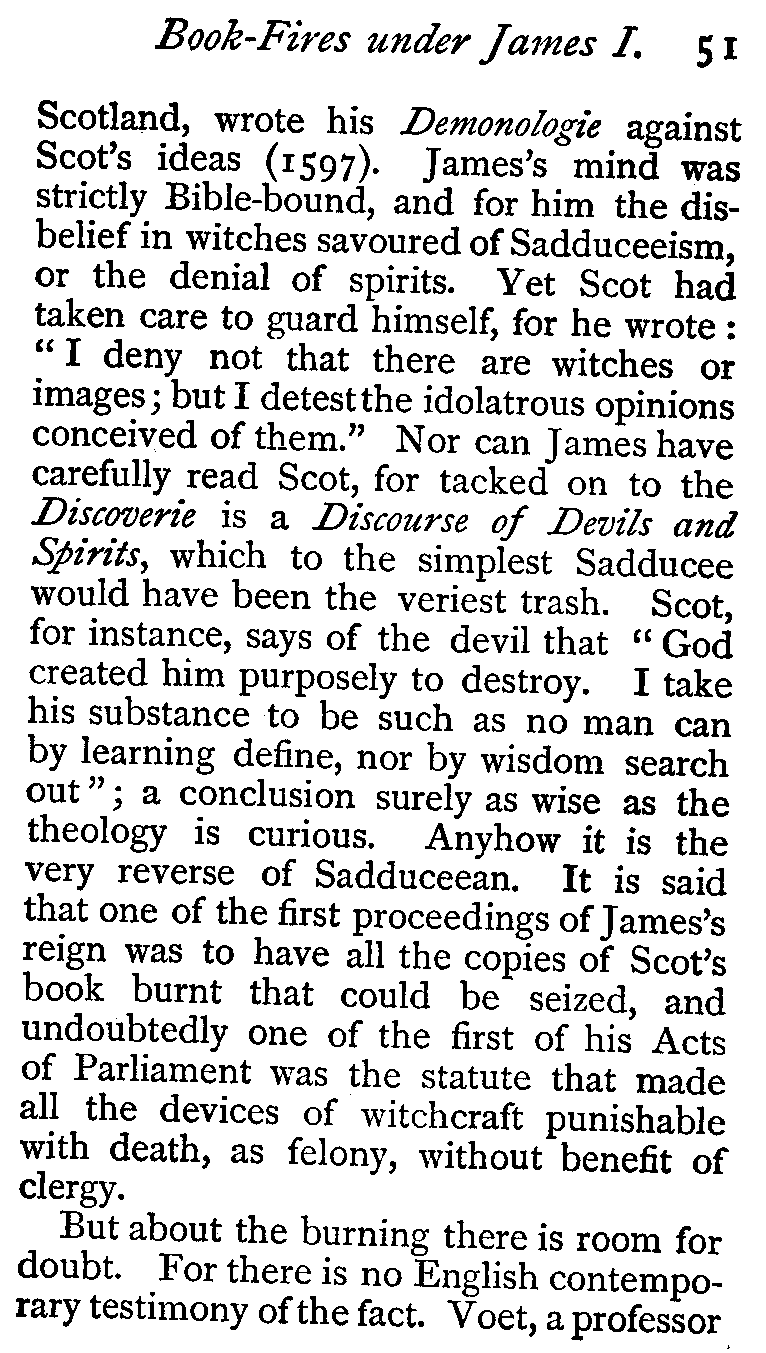 Book-Fires under James I. 51
Scotland, wrote his Demonologie against
Scot's ideas (1597). James's mind was
strictly Bible-bound, and for him the dis-
belief in witches savoured of Sadduceeism,
or the denial of spirits. Yet Scot had
taken care to guard himself, for he wrote :
“ I deny not that there are witches or
images ; but I detest the idolatrous opinions
conceived of them.” Nor can James have
carefully read Scot, for tacked on to the
Discoverie is a Discourse of Devils and
Spirits, which to the simplest Sadducee
would have been the veriest trash. Scot,
for instance, says of the devil that “ God
created him purposely to destroy. I take
his substance to be such as no man can
by learning define, nor by wisdom search
out ” ; a conclusion surely as wise as the
theology is curious. Anyhow it is the
very reverse of Sadduceean. It is said
that one of the first proceedings of James's
reign was to have all the copies of Scot's
book burnt that could be seized, and
undoubtedly one of the first of his Acts
of Parliament was the statute that made
all the devices of witchcraft punishable
with death, as felony, without benefit of
clergy.
But about the burning there is room for
doubt. For there is no English contempo-
rary testimony of the fact. Voet, a professor